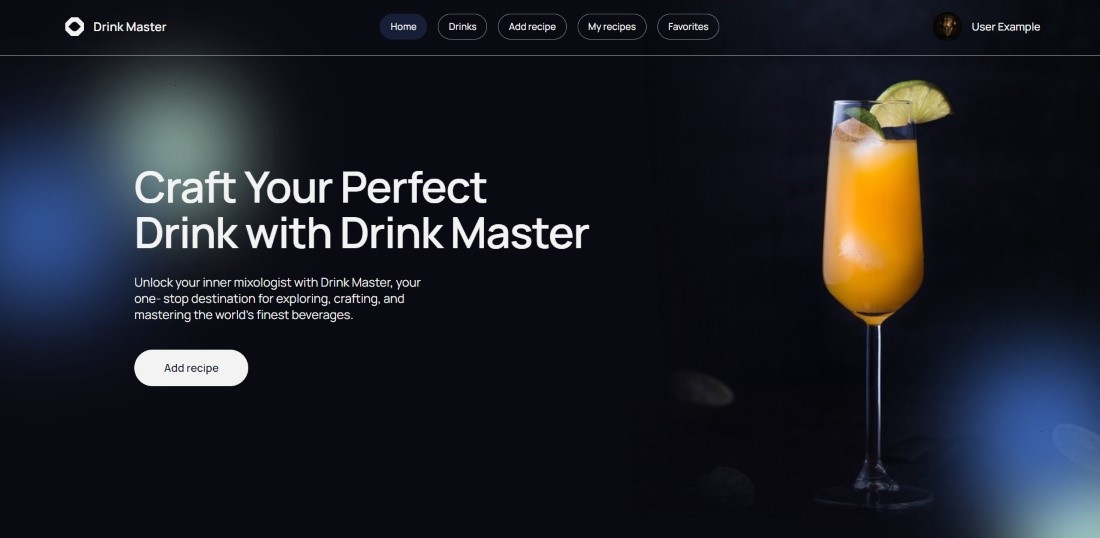 Drink Master
Home
Drinks
Add recipe
My recipes
Favorites
User Example
Craft Your Perfect
Drink with Drink Master
Unlock your inner mixologist with Drink Master, your
one- stop destination for exploring, crafting, and
mastering the world's finest beverages.
Add recipe